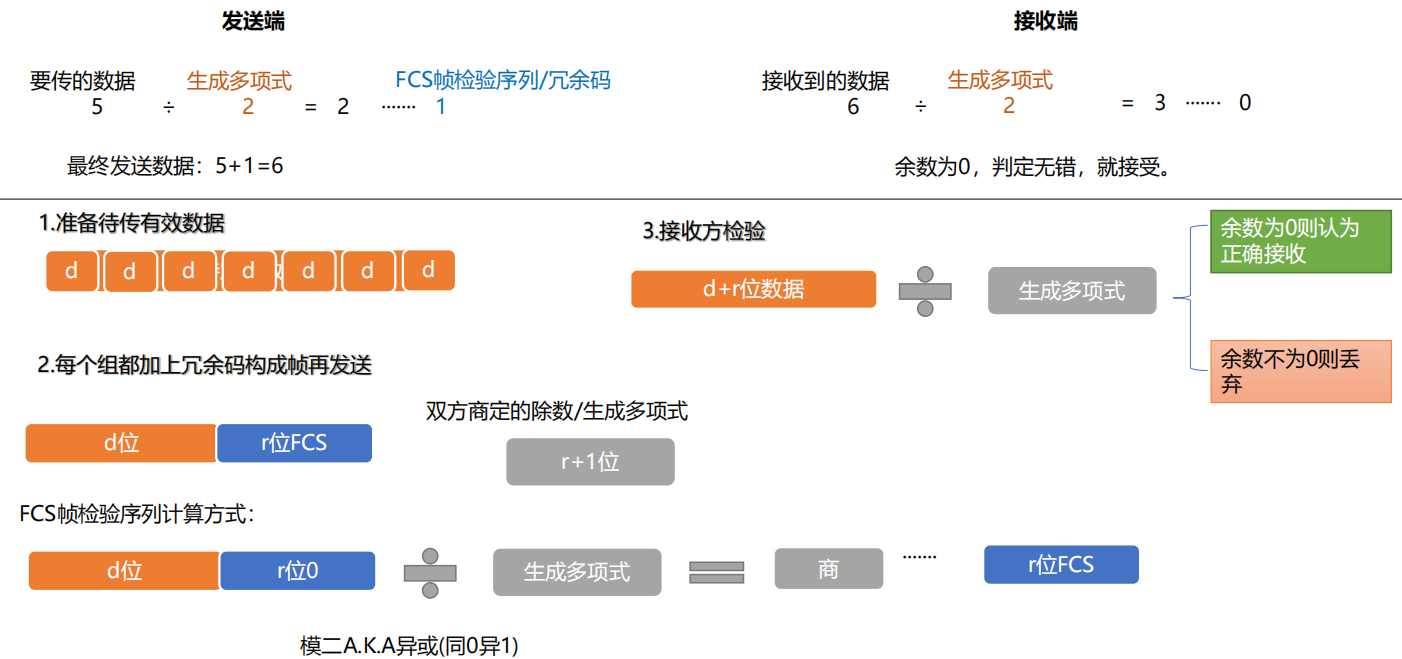 发送端
接收端
要传的数据
生成多项式
FCS帧检验序列/冗余码
5 ÷ 2 = 2 ······· 1
接收到的数据
生成多项式
6 ÷ 2 = 3 ······· 0
最终发送数据：5+1=6
余数为0，判定无错，就接受。
1.准备待传有效数据
d d d d d d d
3.接收方检验
d+r位数据
生成多项式
余数为0则认为
正确接收
余数不为0则丢
弃
2.每个组都加上冗余码构成帧再发送
双方商定的除数/生成多项式
d位
r位FCS
r+1位
FCS帧检验序列计算方式：
d位
r位0
生成多项式
商
·······
r位FCS
模二A.K.A异或(同0异1)